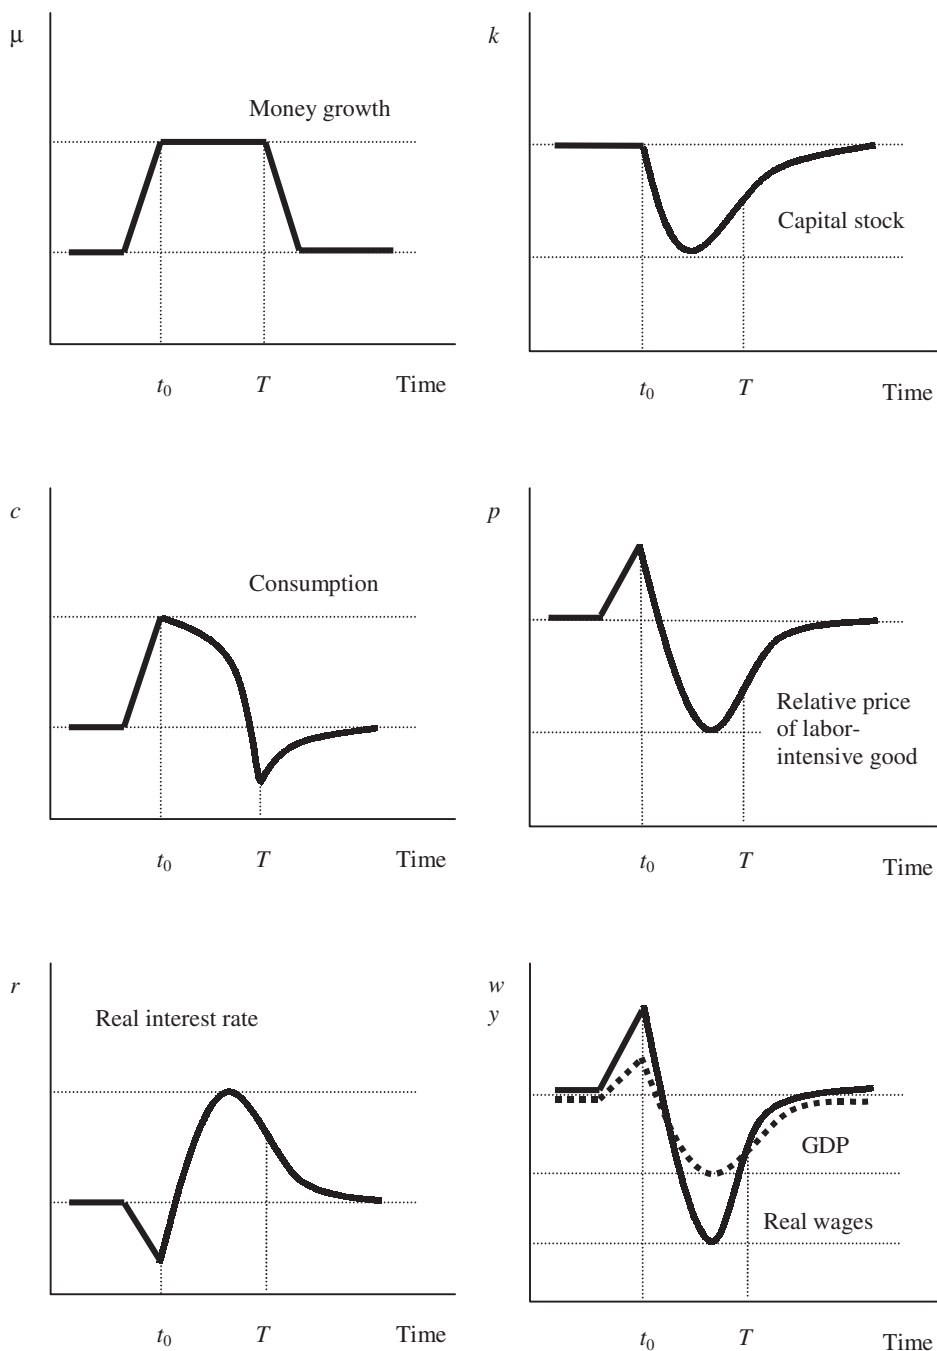 μ
Money growth
t0
T
Time
k
Capital stock
t0
T
Time
c
Consumption
t0
T
Time
p
Relative price
of labor-
intensive good
t0
T
Time
r
Real interest rate
t0
T
Time
w
y
GDP
Real wages
t0
T
Time